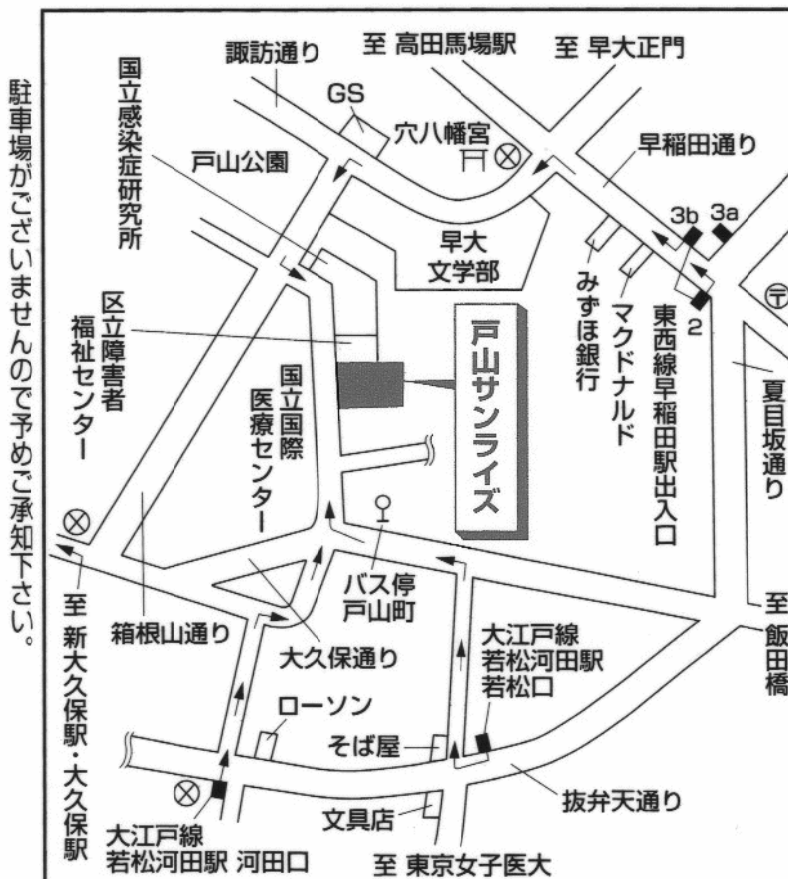 駐車場がございませんので予めご承知下さい。
至 高田馬場駅
至 早大正門
諏訪通り
GS
国立感染症研究所
穴八幡宮
早稲田通り
戸山公園
3b
3a
早大
文学部
みずほ銀行
マクドナルド
2
東西線早稲田駅出入口
〒
夏目坂通り
戸山サンライズ
区立障害者
福祉センター
国立国際
医療センター
バス停
戸山町
至 飯田橋
至 新大久保駅・大久保駅
箱根山通り
大久保通り
大江戸線
若松河田駅
若松口
ローソン
そば屋
抜弁天通り
文具店
大江戸線
若松河田駅 河田口
至 東京女子医大